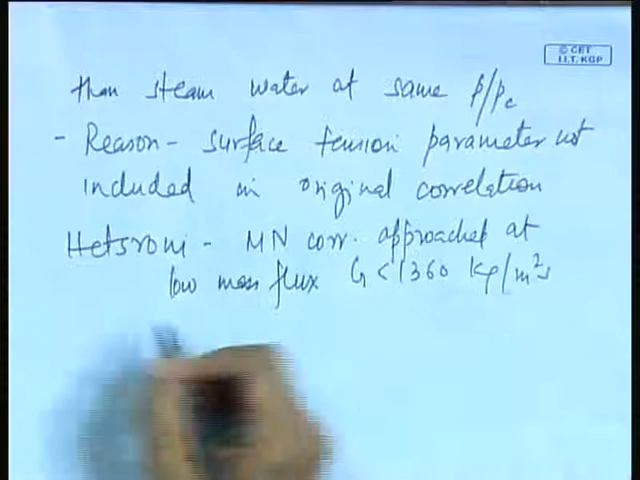 © CET
I.I.T. KGP
than steam water at same p/pc
- Reason - surface tension parameter not
included in original correlation
Hetsroni - MN corr. approached at
low mass flux G < 1360 kg/m²s